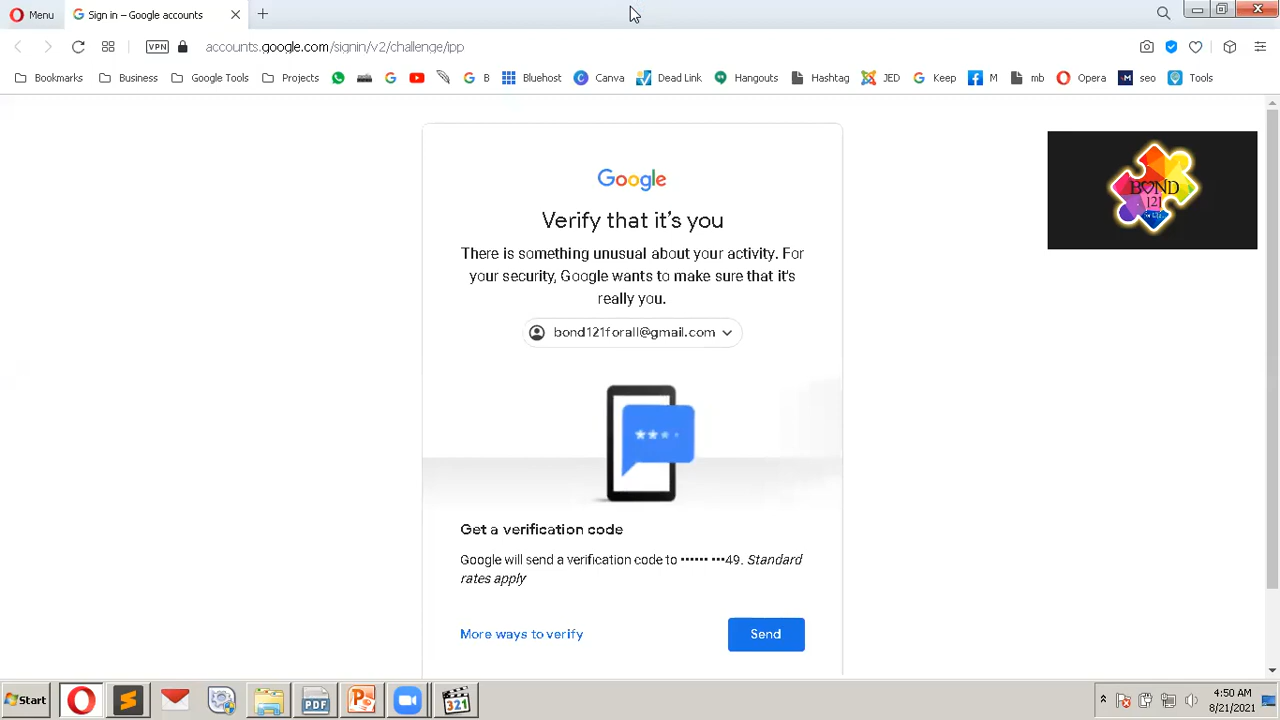 Menu
Sign in – Google accounts
VPN
accounts.google.com/signin/v2/challenge/ipp
Bookmarks
Business
Google Tools
Projects
B
Bluehost
Canva
Dead Link
Hangouts
Hashtag
JED
Keep
M
mb
Opera
seo
Tools
Google
Verify that it's you
There is something unusual about your activity. For
your security, Google wants to make sure that it's
really you.
bond121forall@gmail.com
Get a verification code
Google will send a verification code to •••••• •••49. Standard
rates apply
More ways to verify
Send
BOND
121
Start
PDF
321
4:50 AM
8/21/2021